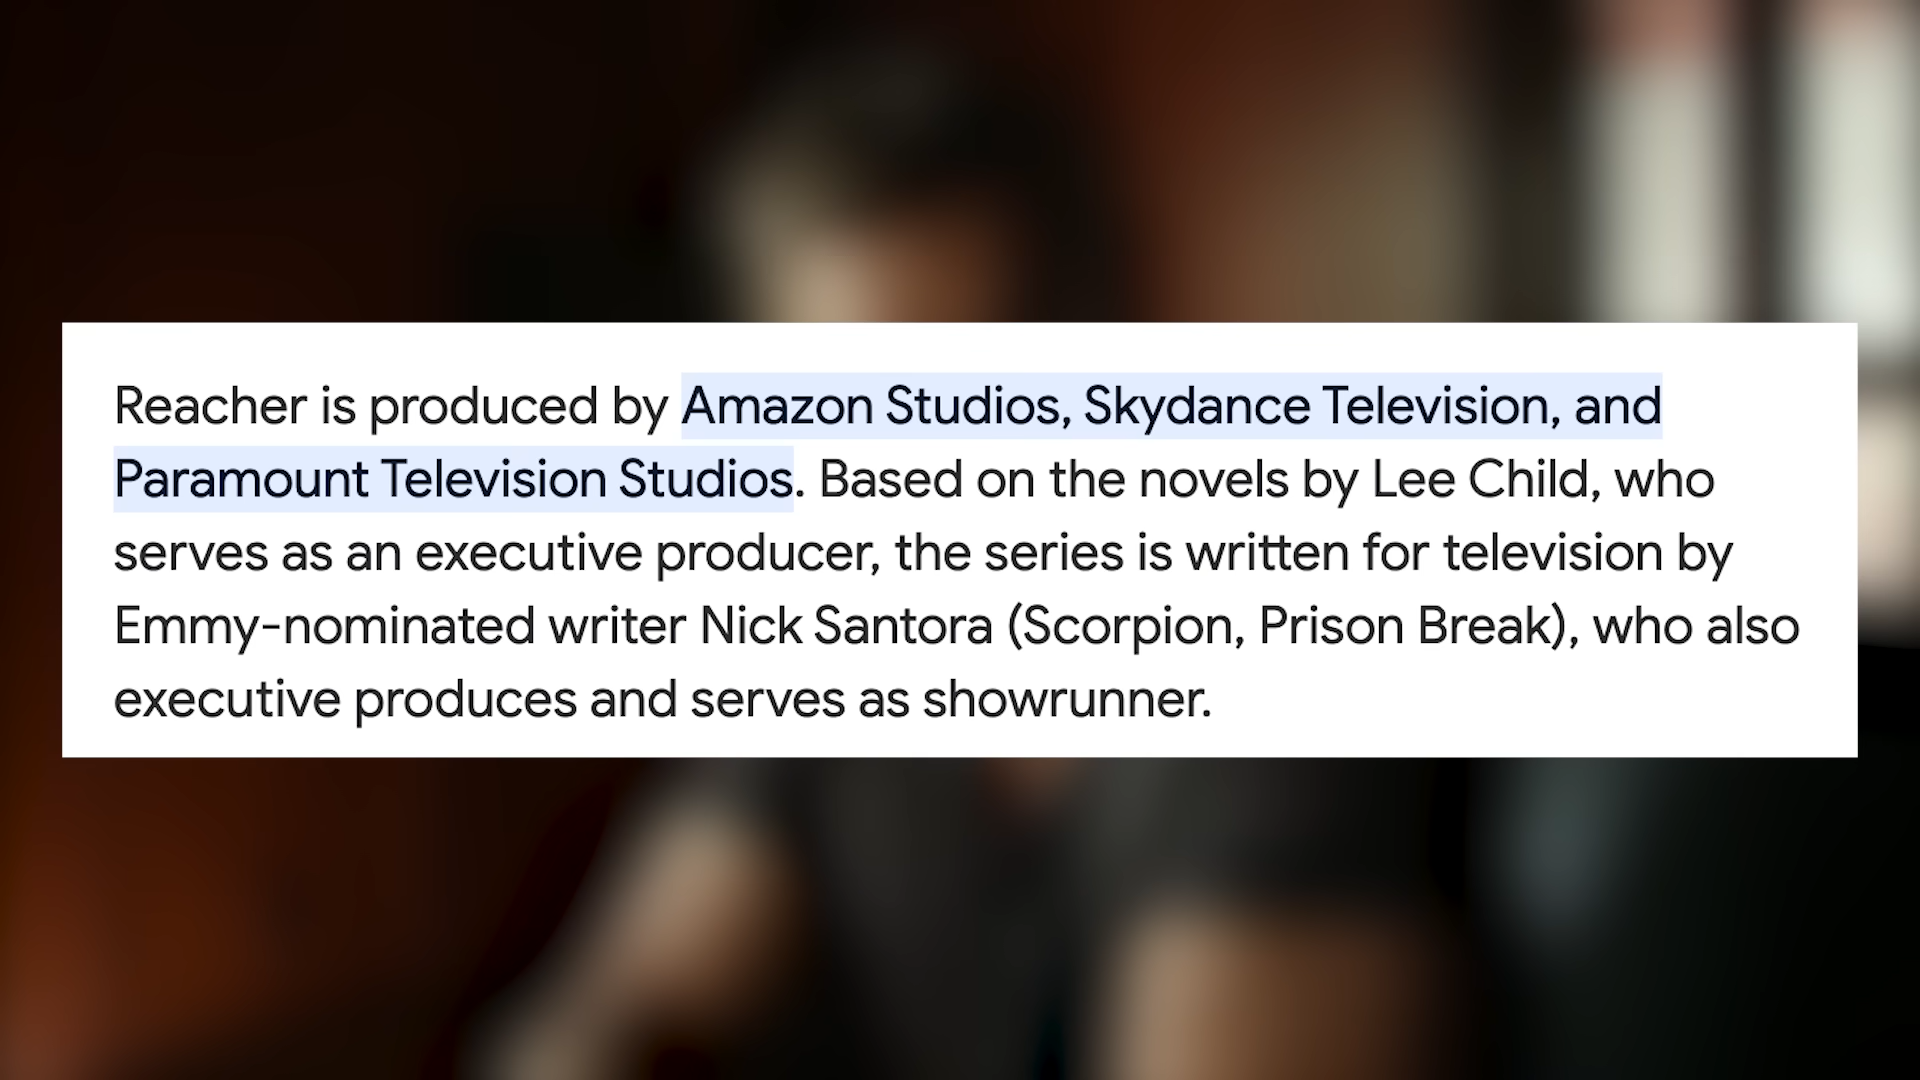 Reacher is produced by Amazon Studios, Skydance Television, and
Paramount Television Studios. Based on the novels by Lee Child, who
serves as an executive producer, the series is written for television by
Emmy-nominated writer Nick Santora (Scorpion, Prison Break), who also
executive produces and serves as showrunner.